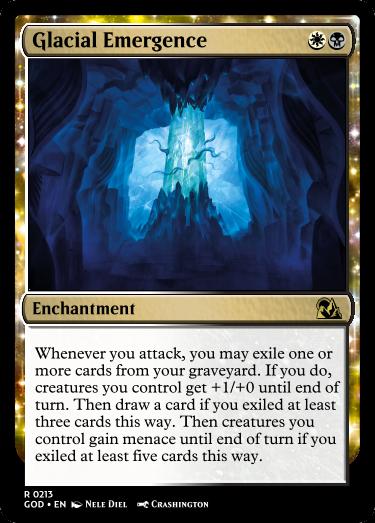 Glacial Emergence
Enchantment
Whenever you attack, you may exile one or
more cards from your graveyard. If you do,
creatures you control get +1/+0 until end of
turn. Then draw a card if you exiled at least
three cards this way. Then creatures you
control gain menace until end of turn if you
exiled at least five cards this way.
R 0213
GOD • EN Nele Diel Crashington